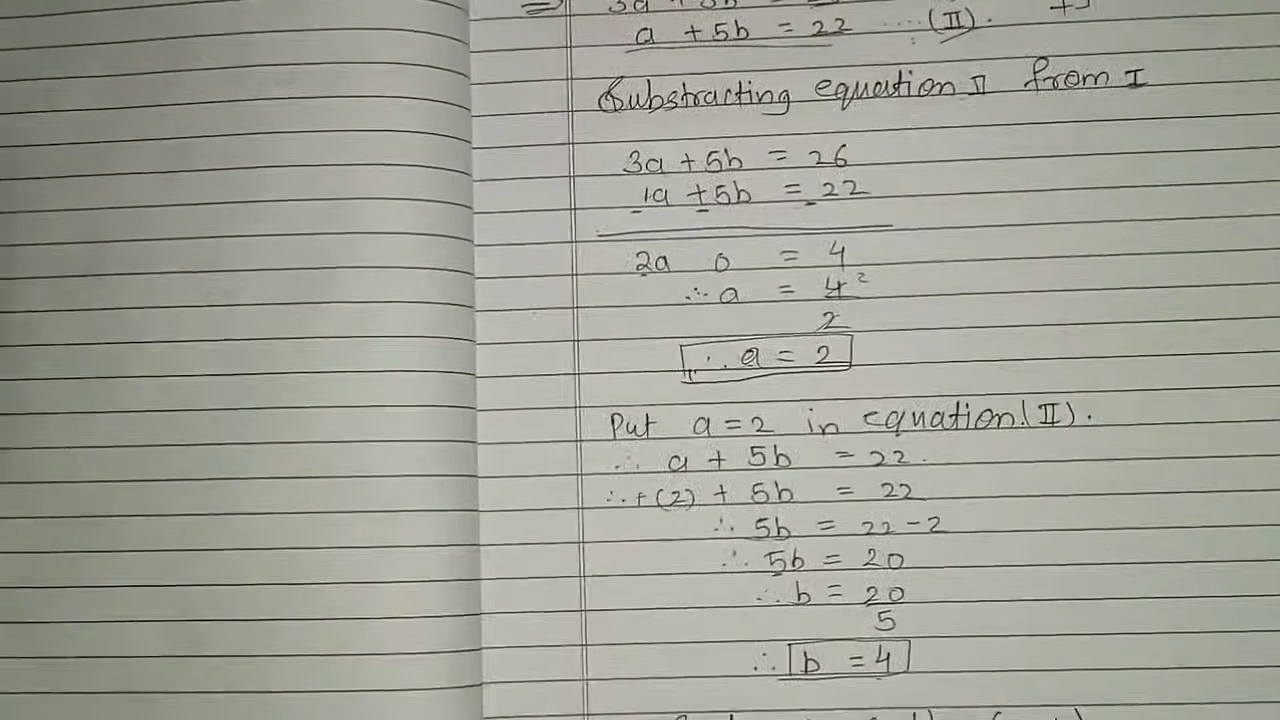 a + 5b = 22 ....(II).
Substracting equation II from I
3a + 5b = 26
1a + 5b = 22
- - -
2a 0 = 4
∴ a = 4 2
2
∴ a = 2
Put a = 2 in equation (II).
∴ a + 5b = 22.
∴ + (2) + 5b = 22
∴ 5b = 22 - 2
∴ 5b = 20
∴ b = 20
5
∴ b = 4